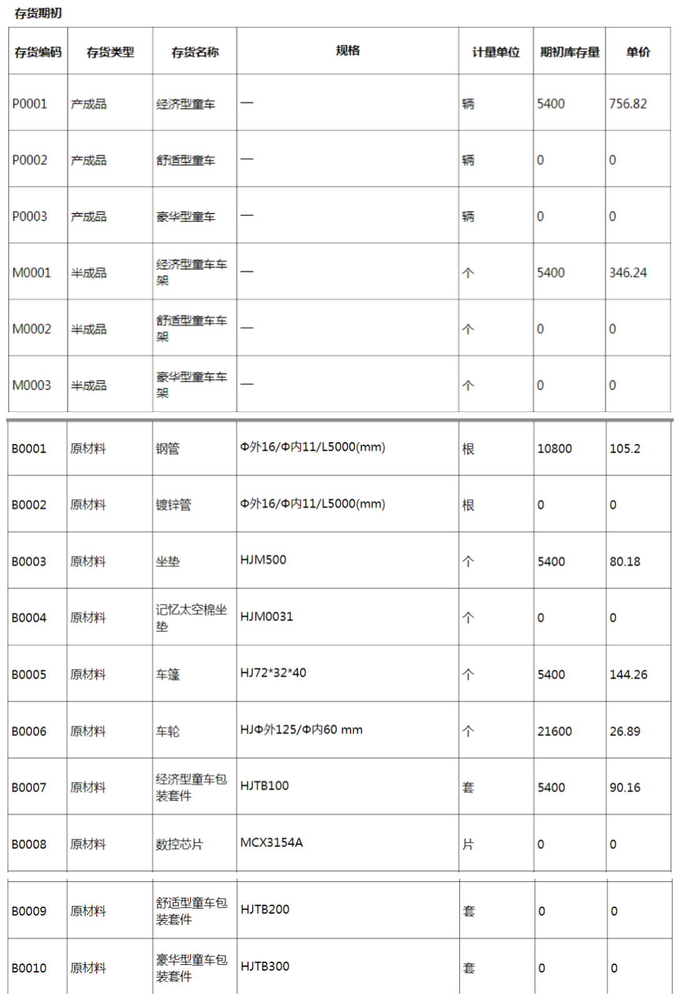 存货期初
存货编码 存货类型 存货名称 规格 计量单位 期初库存量 单价
P0001 产成品 经济型童车 — 辆 5400 756.82
P0002 产成品 舒适型童车 — 辆 0 0
P0003 产成品 豪华型童车 — 辆 0 0
M0001 半成品 经济型童车车
架 — 个 5400 346.24
M0002 半成品 舒适型童车车
架 — 个 0 0
M0003 半成品 豪华型童车车
架 — 个 0 0
B0001 原材料 钢管 Φ外16/Φ内11/L5000(mm) 根 10800 105.2
B0002 原材料 镀锌管 Φ外16/Φ内11/L5000(mm) 根 0 0
B0003 原材料 坐垫 HJM500 个 5400 80.18
B0004 原材料 记忆太空棉坐
垫 HJM0031 个 0 0
B0005 原材料 车篷 HJ72*32*40 个 5400 144.26
B0006 原材料 车轮 HJΦ外125/Φ内60 mm 个 21600 26.89
B0007 原材料 经济型童车包
装套件 HJTB100 套 5400 90.16
B0008 原材料 数控芯片 MCX3154A 片 0 0
B0009 原材料 舒适型童车包
装套件 HJTB200 套 0 0
B0010 原材料 豪华型童车包
装套件 HJTB300 套 0 0